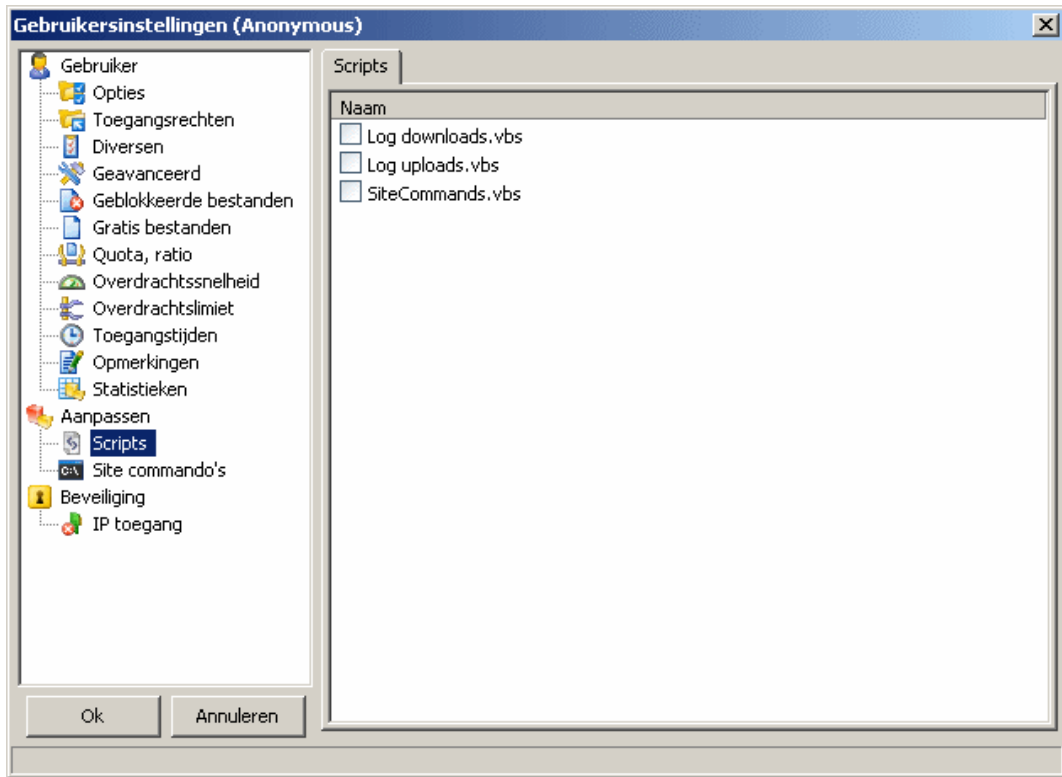 Gebruikersinstellingen (Anonymous)
Gebruiker
Opties
Toegangsrechten
Diversen
Geavanceerd
Geblokkeerde bestanden
Gratis bestanden
Quota, ratio
Overdrachtssnelheid
Overdrachtslimiet
Toegangstijden
Opmerkingen
Statistieken
Aanpassen
Scripts
Site commando's
Beveiliging
IP toegang
Ok
Annuleren
Scripts
Naam
Log downloads.vbs
Log uploads.vbs
SiteCommands.vbs